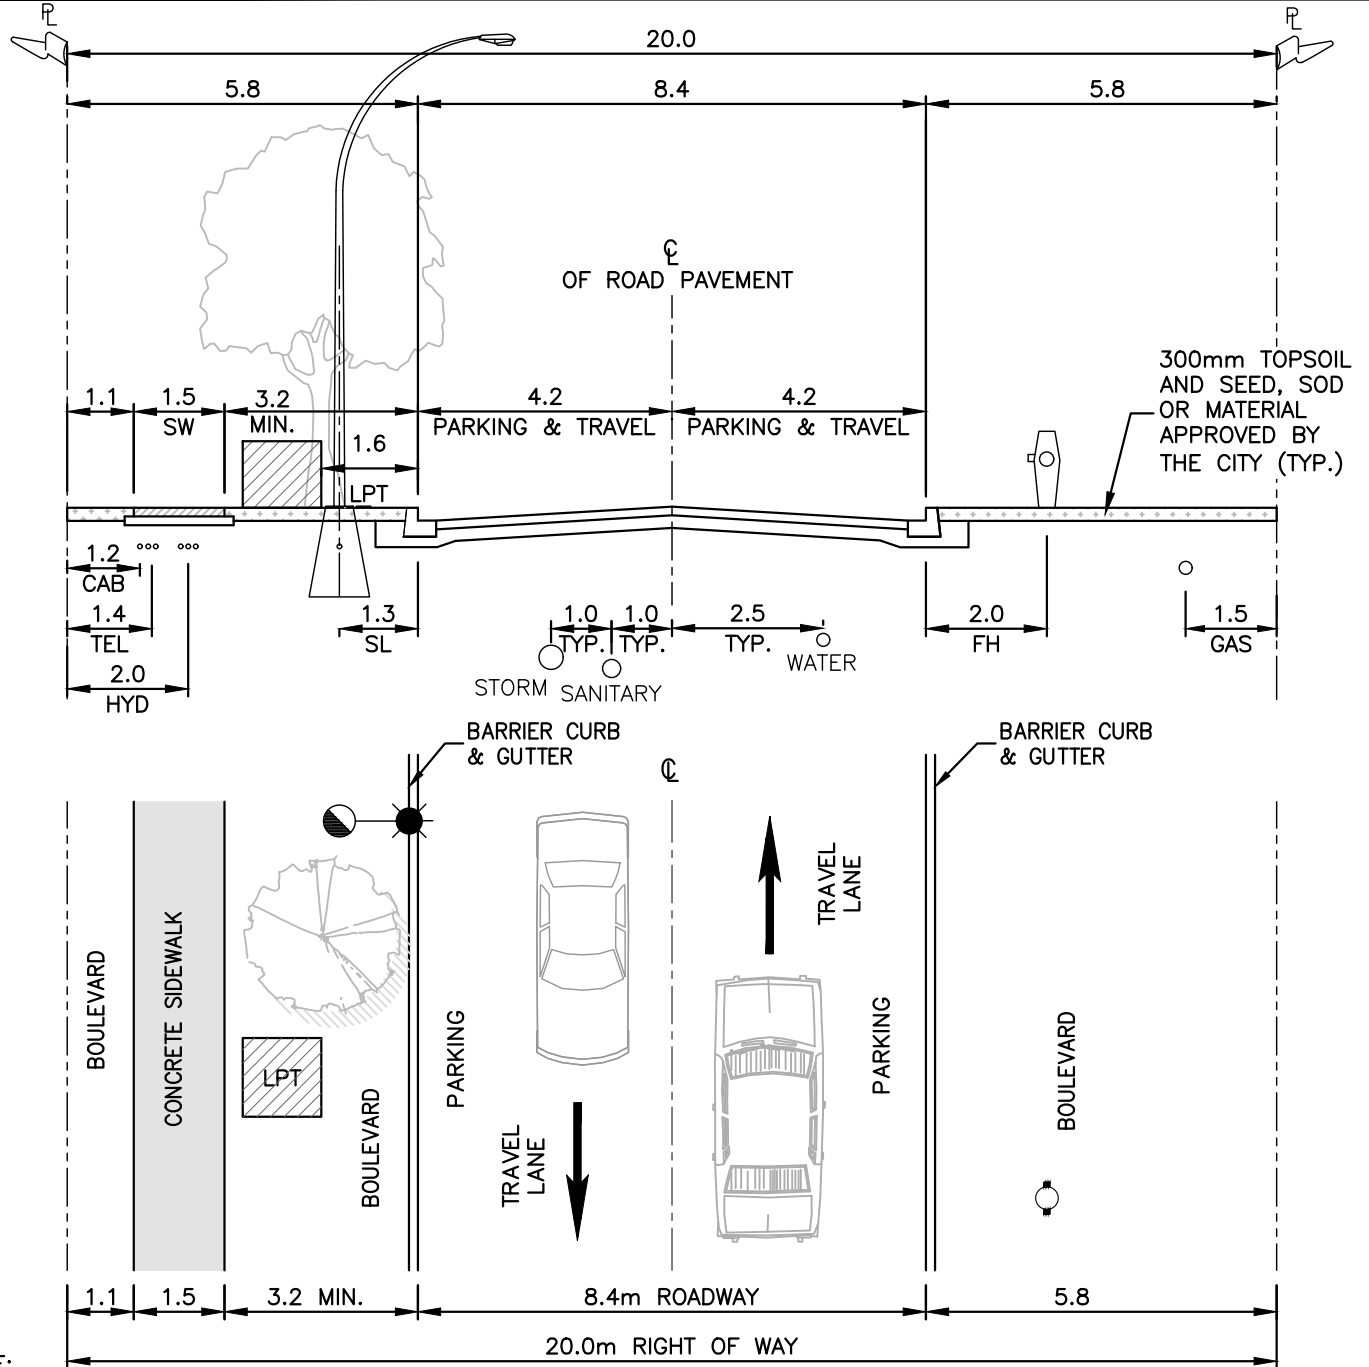 PL
PL
20.0
5.8
8.4
5.8
CL
OF ROAD PAVEMENT
300mm TOPSOIL
AND SEED, SOD
OR MATERIAL
APPROVED BY
THE CITY (TYP.)
1.1
1.5
3.2
4.2
4.2
SW
MIN.
PARKING & TRAVEL
PARKING & TRAVEL
1.6
LPT
1.2
CAB
1.4
TEL
1.3
SL
1.0
TYP.
1.0
TYP.
2.5
TYP.
2.0
FH
1.5
GAS
2.0
HYD
STORM
SANITARY
WATER
BARRIER CURB
& GUTTER
BARRIER CURB
& GUTTER
CL
BOULEVARD
CONCRETE SIDEWALK
LPT
BOULEVARD
PARKING
TRAVEL
LANE
TRAVEL
LANE
PARKING
BOULEVARD
1.1
1.5
3.2 MIN.
8.4m ROADWAY
5.8
20.0m RIGHT OF WAY